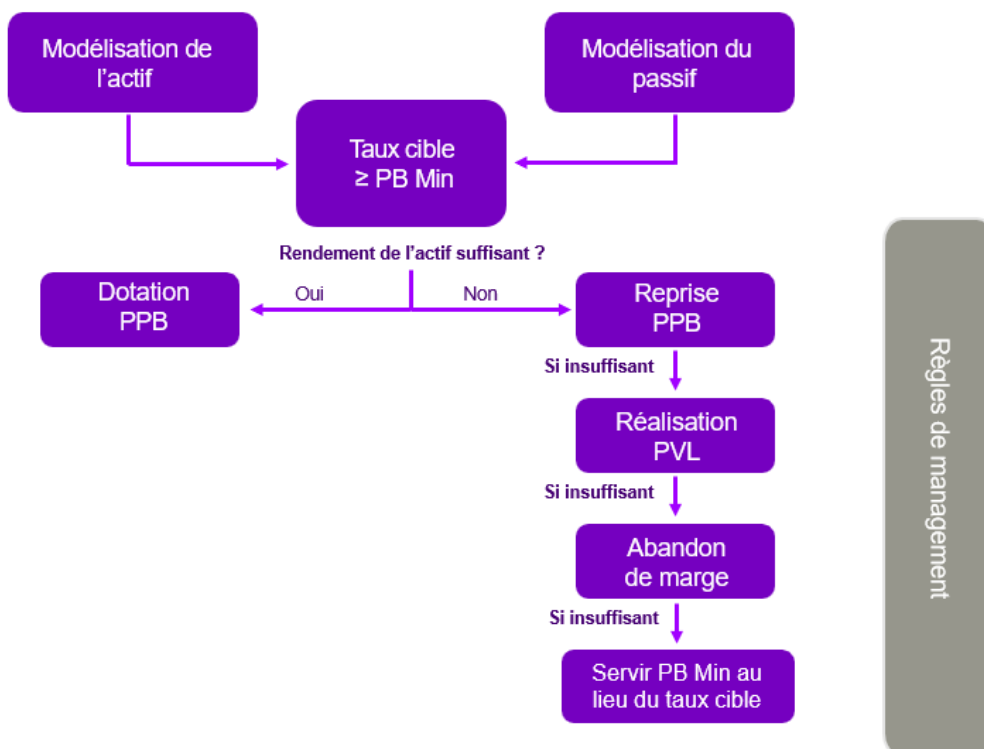 Modélisation de
l'actif
Modélisation du
passif
Taux cible
≥ PB Min
Rendement de l'actif suffisant ?
Dotation
PPB
Oui
Non
Reprise
PPB
Si insuffisant
Réalisation
PVL
Si insuffisant
Abandon
de marge
Si insuffisant
Servir PB Min au
lieu du taux cible
Règles de management